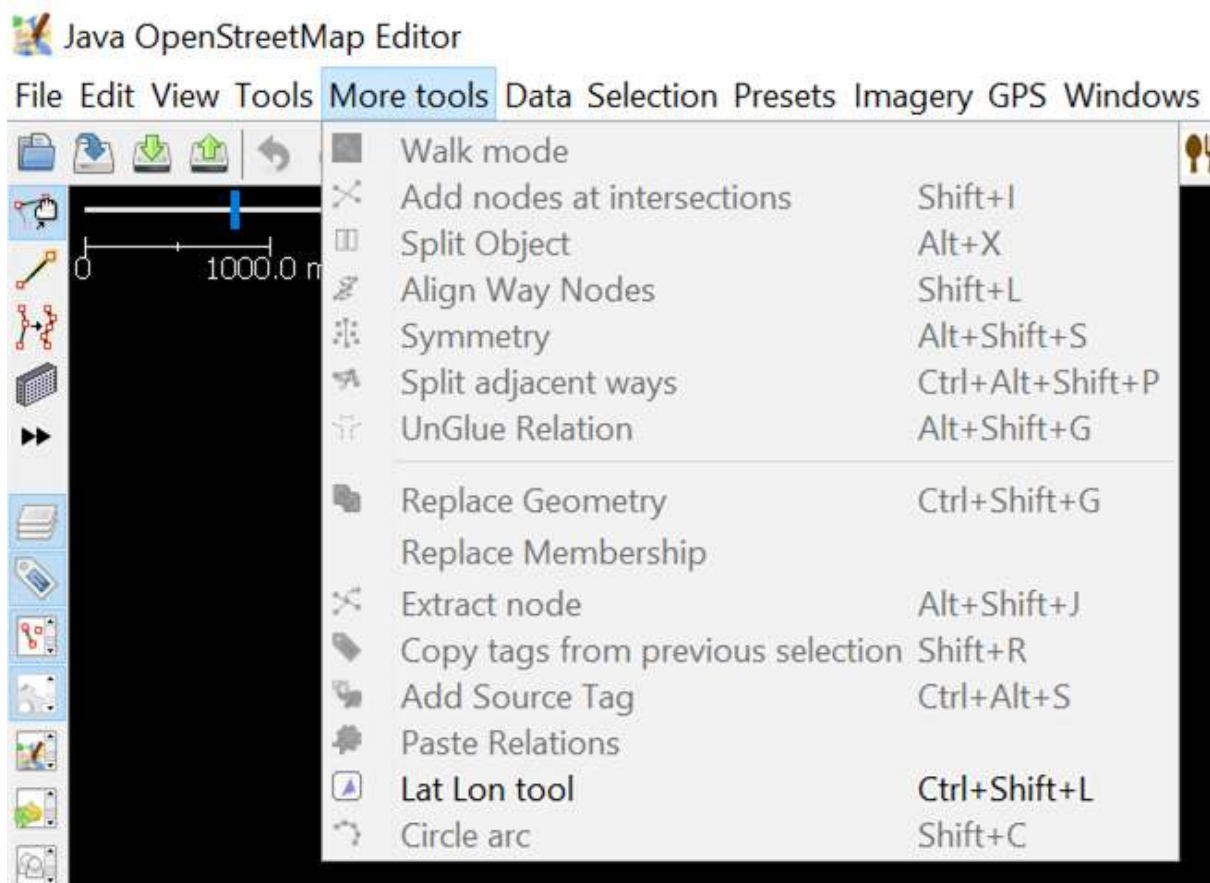 Java OpenStreetMap Editor
File Edit View Tools More tools Data Selection Presets Imagery GPS Windows
Walk mode
Add nodes at intersections Shift+I
0 1000.0 m
Split Object Alt+X
Align Way Nodes Shift+L
Symmetry Alt+Shift+S
Split adjacent ways Ctrl+Alt+Shift+P
UnGlue Relation Alt+Shift+G
Replace Geometry Ctrl+Shift+G
Replace Membership
Extract node Alt+Shift+J
Copy tags from previous selection Shift+R
Add Source Tag Ctrl+Alt+S
Paste Relations
Lat Lon tool Ctrl+Shift+L
Circle arc Shift+C